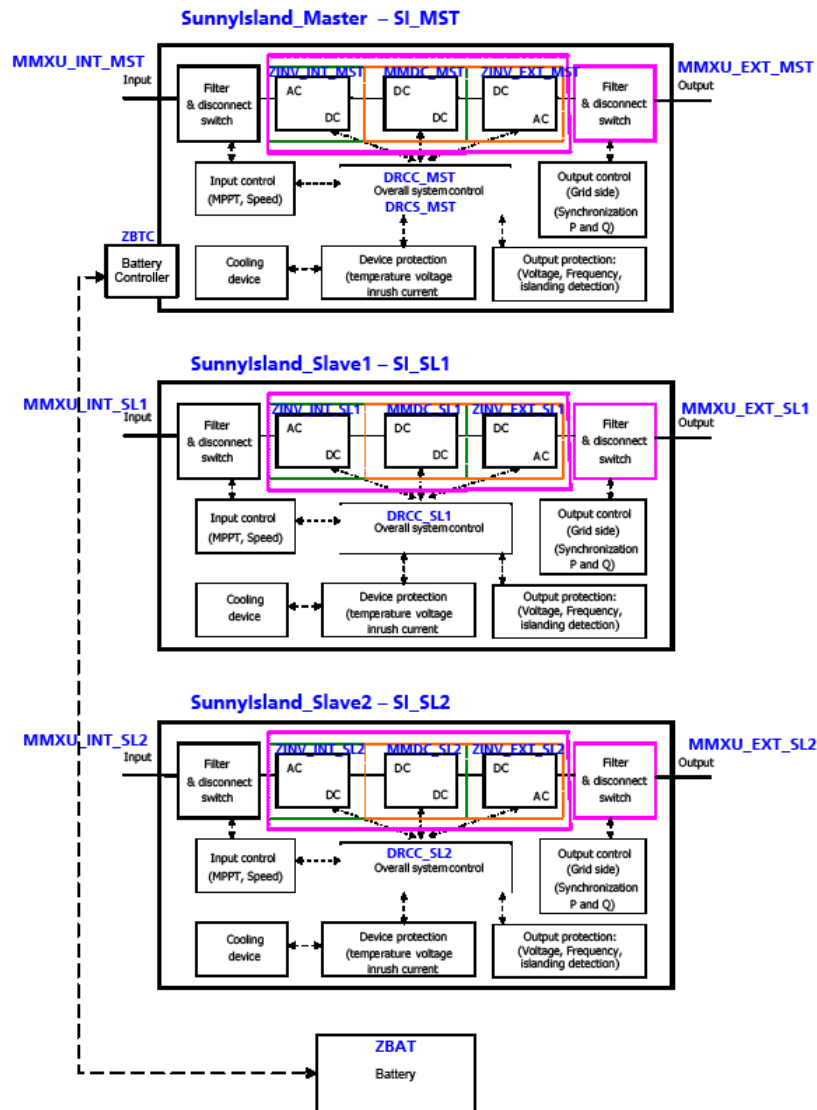 SunnyIsland_Master – SI_MST
MMXU_INT_MST
Input
MMXU_EXT_MST
Output
Filter
& disconnect
switch
ZINV_INT_MST
AC
DC
MMDC_MST
DC
DC
ZINV_EXT_MST
DC
AC
Filter
& disconnect
switch
Input control
(MPPT, Speed)
DRCC_MST
Overall system control
DRCS_MST
Output control
(Grid side)
(Synchronization
P and Q)
ZBTC
Battery
Controller
Cooling
device
Device protection
(temperature voltage
inrush current
Output protection:
(Voltage, Frequency,
islanding detection)
SunnyIsland_Slave1 – SI_SL1
MMXU_INT_SL1
Input
MMXU_EXT_SL1
Output
Filter
& disconnect
switch
ZINV_INT_SL1
AC
DC
MMDC_SL1
DC
DC
ZINV_EXT_SL1
DC
AC
Filter
& disconnect
switch
Input control
(MPPT, Speed)
DRCC_SL1
Overall system control
Output control
(Grid side)
(Synchronization
P and Q)
Cooling
device
Device protection
(temperature voltage
inrush current
Output protection:
(Voltage, Frequency,
islanding detection)
SunnyIsland_Slave2 – SI_SL2
MMXU_INT_SL2
Input
MMXU_EXT_SL2
Output
Filter
& disconnect
switch
ZINV_INT_SL2
AC
DC
MMDC_SL2
DC
DC
ZINV_EXT_SL2
DC
AC
Filter
& disconnect
switch
Input control
(MPPT, Speed)
DRCC_SL2
Overall system control
Output control
(Grid side)
(Synchronization
P and Q)
Cooling
device
Device protection
(temperature voltage
inrush current
Output protection:
(Voltage, Frequency,
islanding detection)
ZBAT
Battery